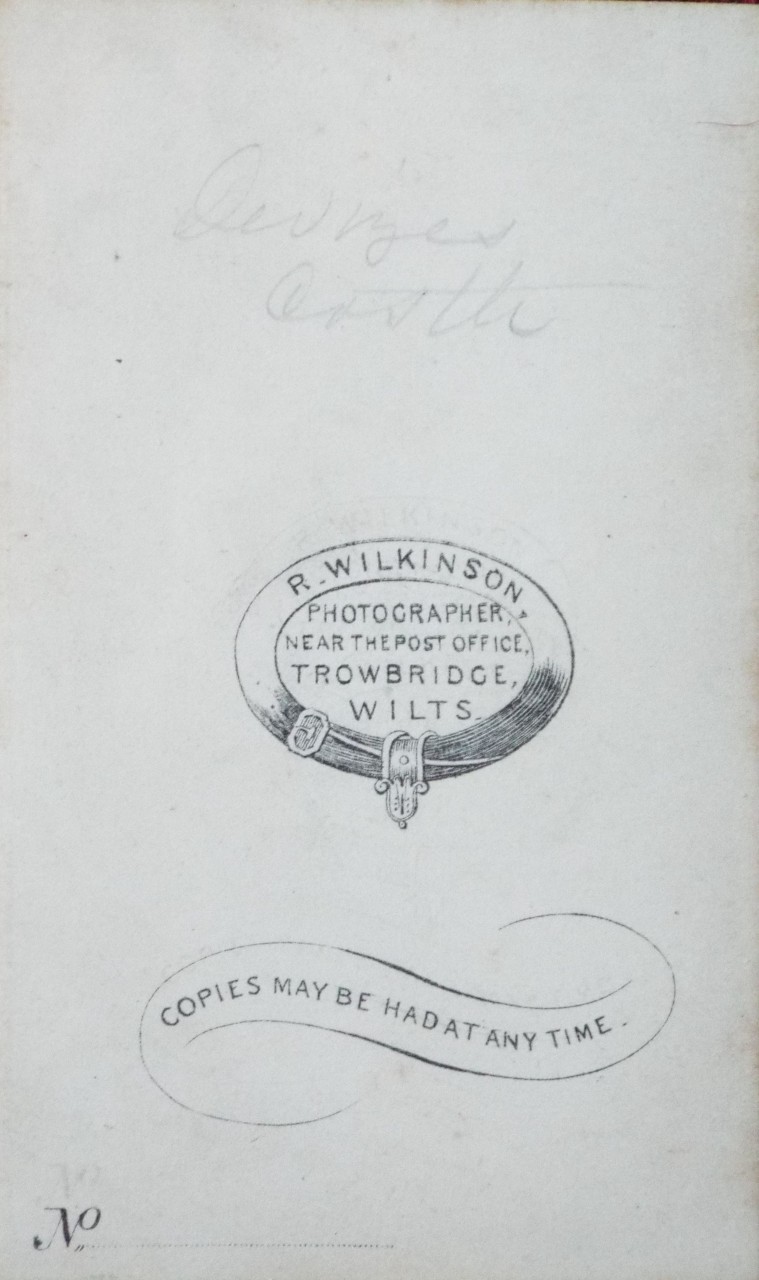 Devizes
Castle
R. WILKINSON,
PHOTOGRAPHER,
NEAR THE POST OFFICE,
TROWBRIDGE,
WILTS.
COPIES MAY BE HAD AT ANY TIME.
No